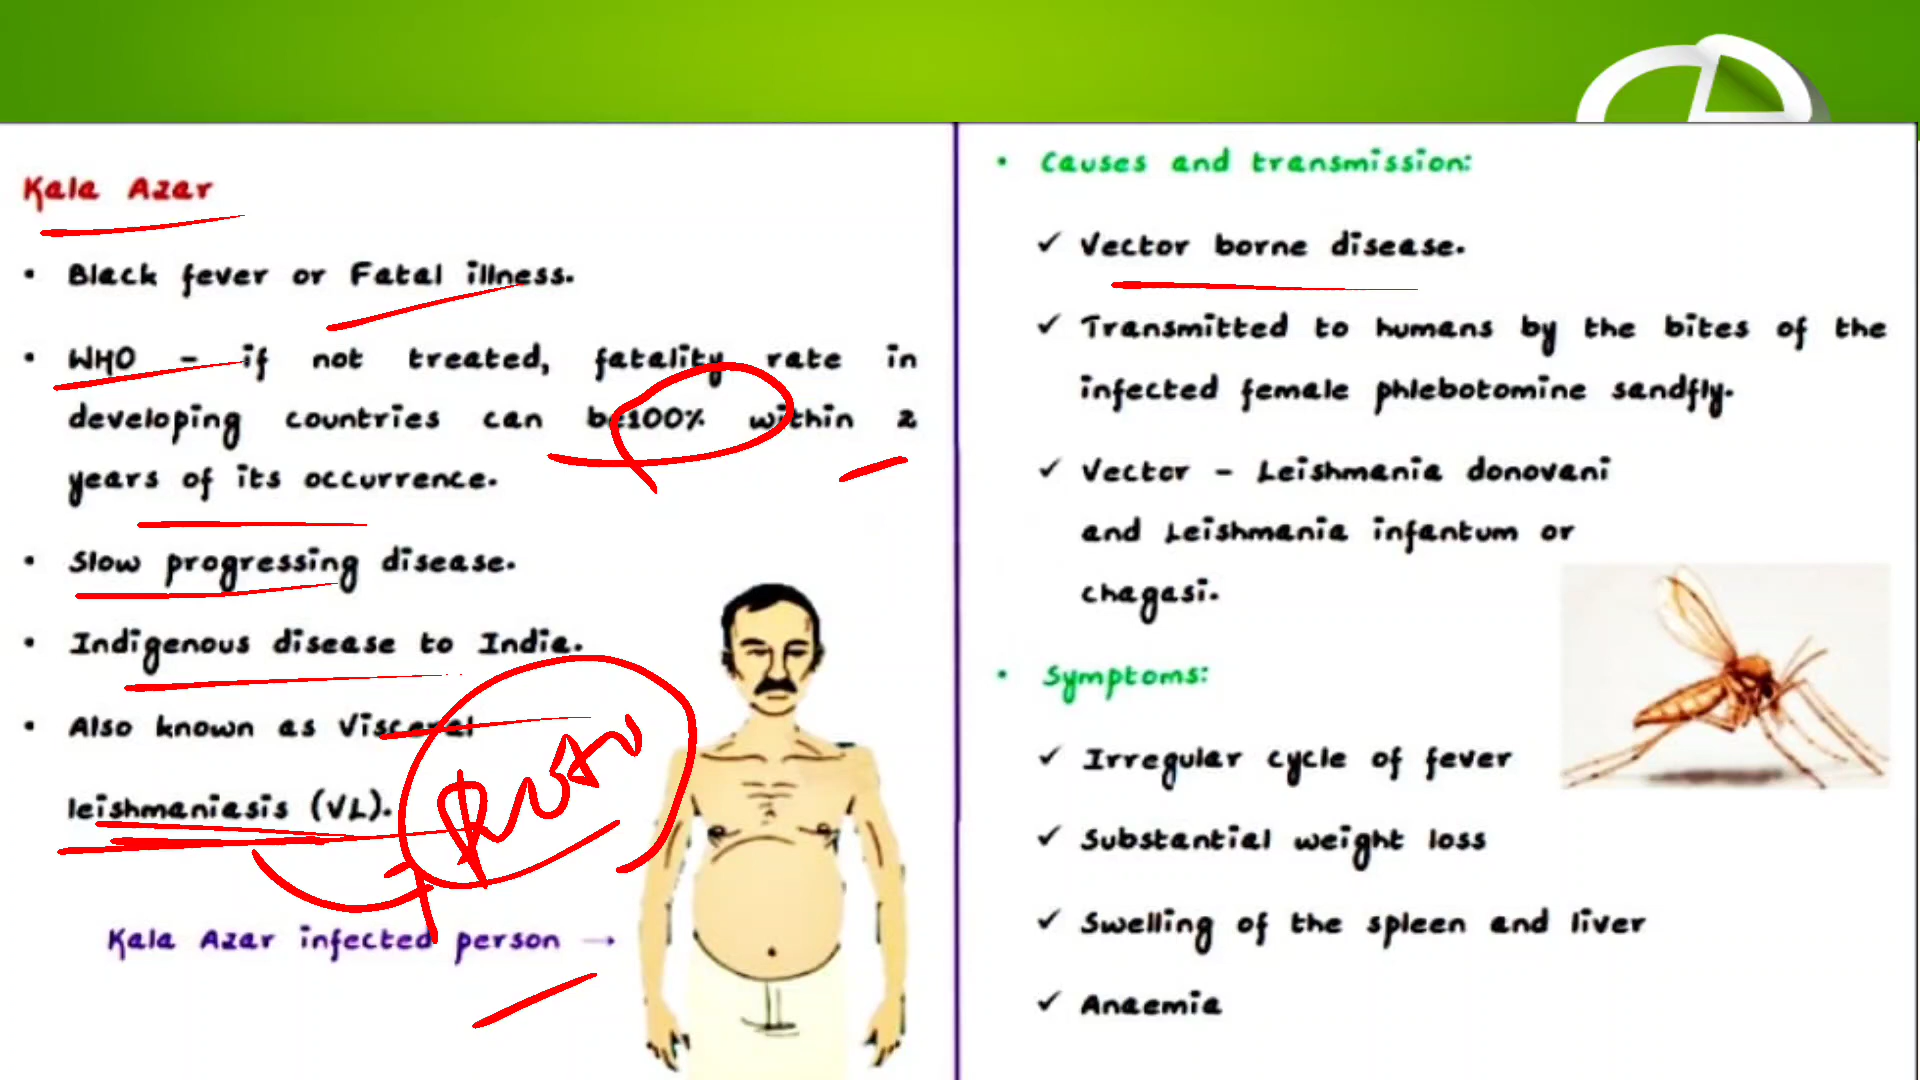 Kala Azar
• Black fever or Fatal illness.
• WHO – if not treated, fatality rate in
developing countries can be100% within 2
years of its occurrence.
• Slow progressing disease.
• Indigenous disease to India.
• Also known as Visceral
leishmaniasis (VL).
Kala Azar infected person →
• Causes and transmission:
✓ Vector borne disease.
✓ Transmitted to humans by the bites of the
infected female phlebotomine sandfly.
✓ Vector – Leishmania donovani
and Leishmania infantum or
chagasi.
• Symptoms:
✓ Irregular cycle of fever
✓ Substantial weight loss
✓ Swelling of the spleen and liver
✓ Anaemia